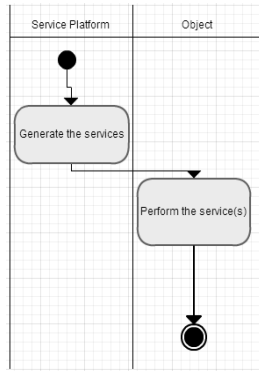 Service Platform
Object
Generate the services
Perform the service(s)